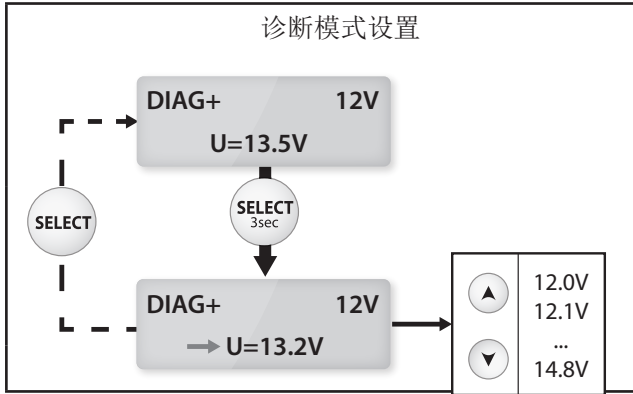 诊断模式设置
DIAG+ 12V
U=13.5V
SELECT
SELECT
3sec
DIAG+ 12V
U=13.2V
12.0V
12.1V
...
14.8V